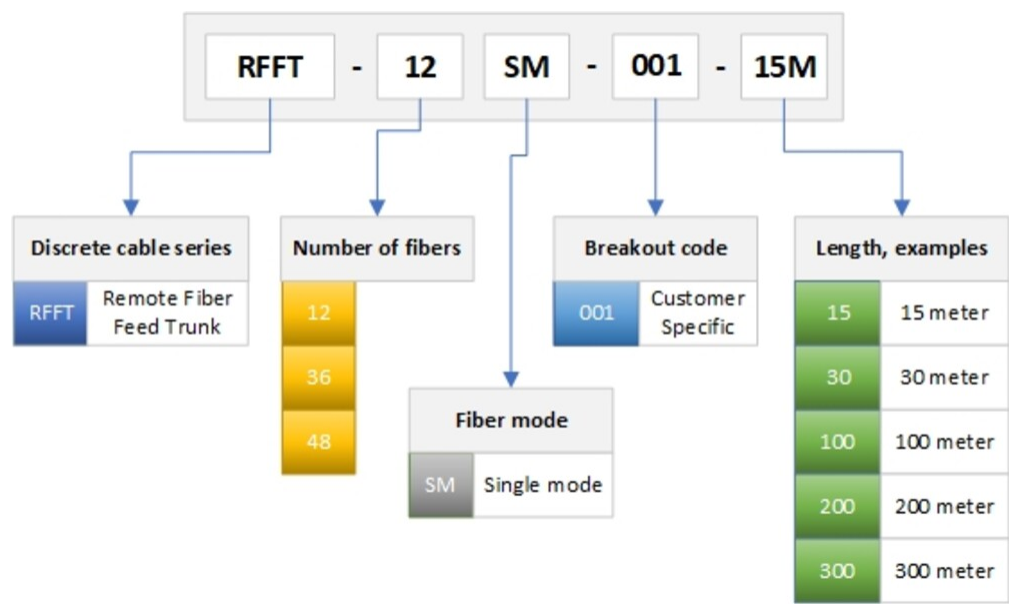 RFFT - 12 SM - 001 - 15M
Discrete cable series
RFFT Remote Fiber
Feed Trunk
Number of fibers
12
36
48
Fiber mode
SM Single mode
Breakout code
001 Customer
Specific
Length, examples
15 15 meter
30 30 meter
100 100 meter
200 200 meter
300 300 meter